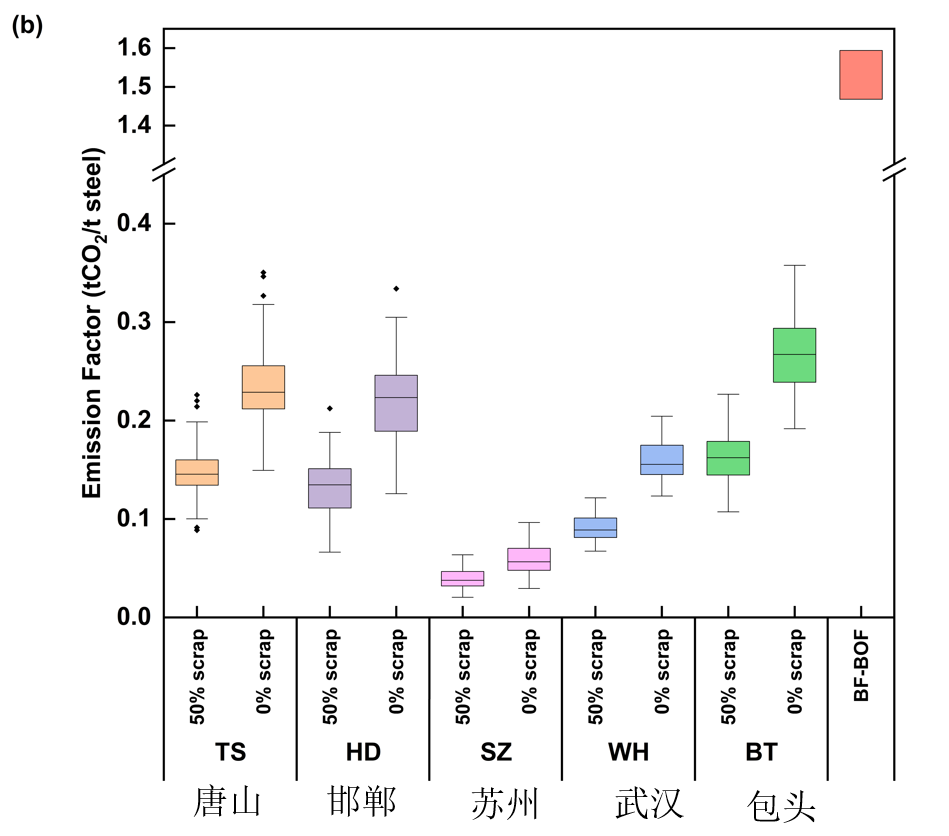 (b)
Emission Factor (tCO₂/t steel)
1.6
1.5
1.4
0.4
0.3
0.2
0.1
0.0
50% scrap
0% scrap
50% scrap
0% scrap
50% scrap
0% scrap
50% scrap
0% scrap
50% scrap
0% scrap
BF-BOF
TS HD SZ WH BT
唐山 邯郸 苏州 武汉 包头